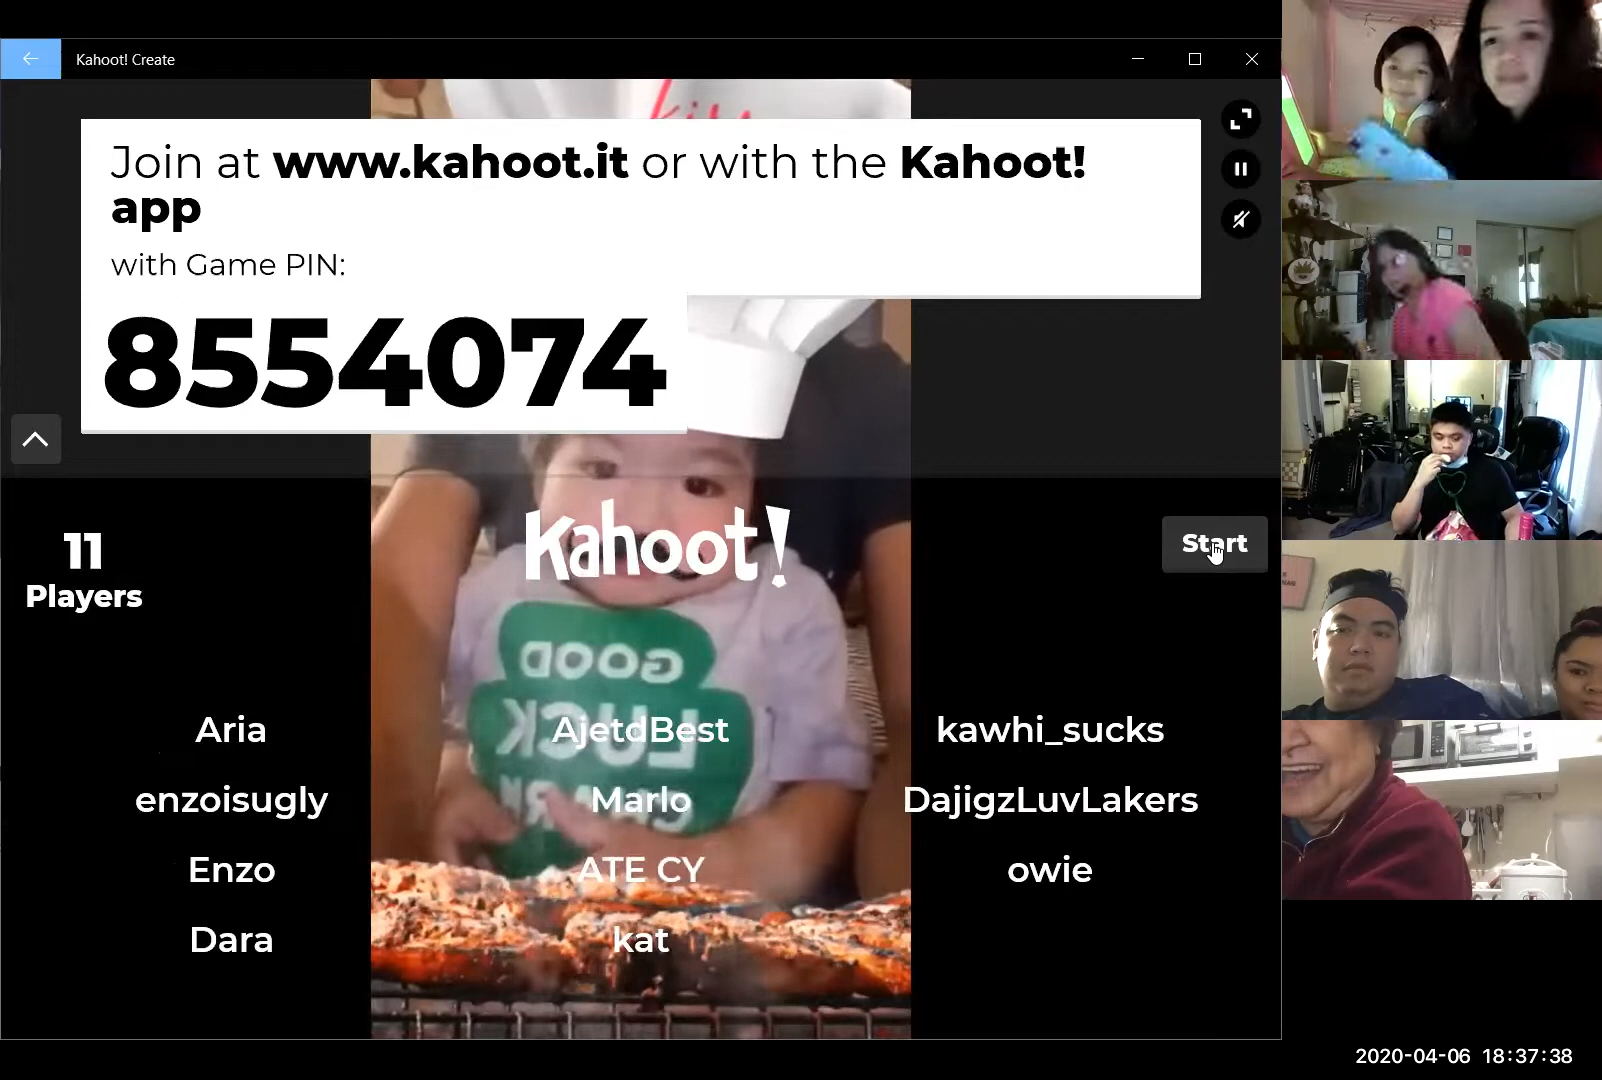 Kahoot! Create
Join at www.kahoot.it or with the Kahoot!
app
with Game PIN:
8554074
Kahoot!
11
Players
Start
GOOD
LUCK
Aria
AjetdBest
kawhi_sucks
enzoisugly
Marlo
DajigzLuvLakers
Enzo
ATE CY
owie
Dara
kat
2020-04-06 18:37:38